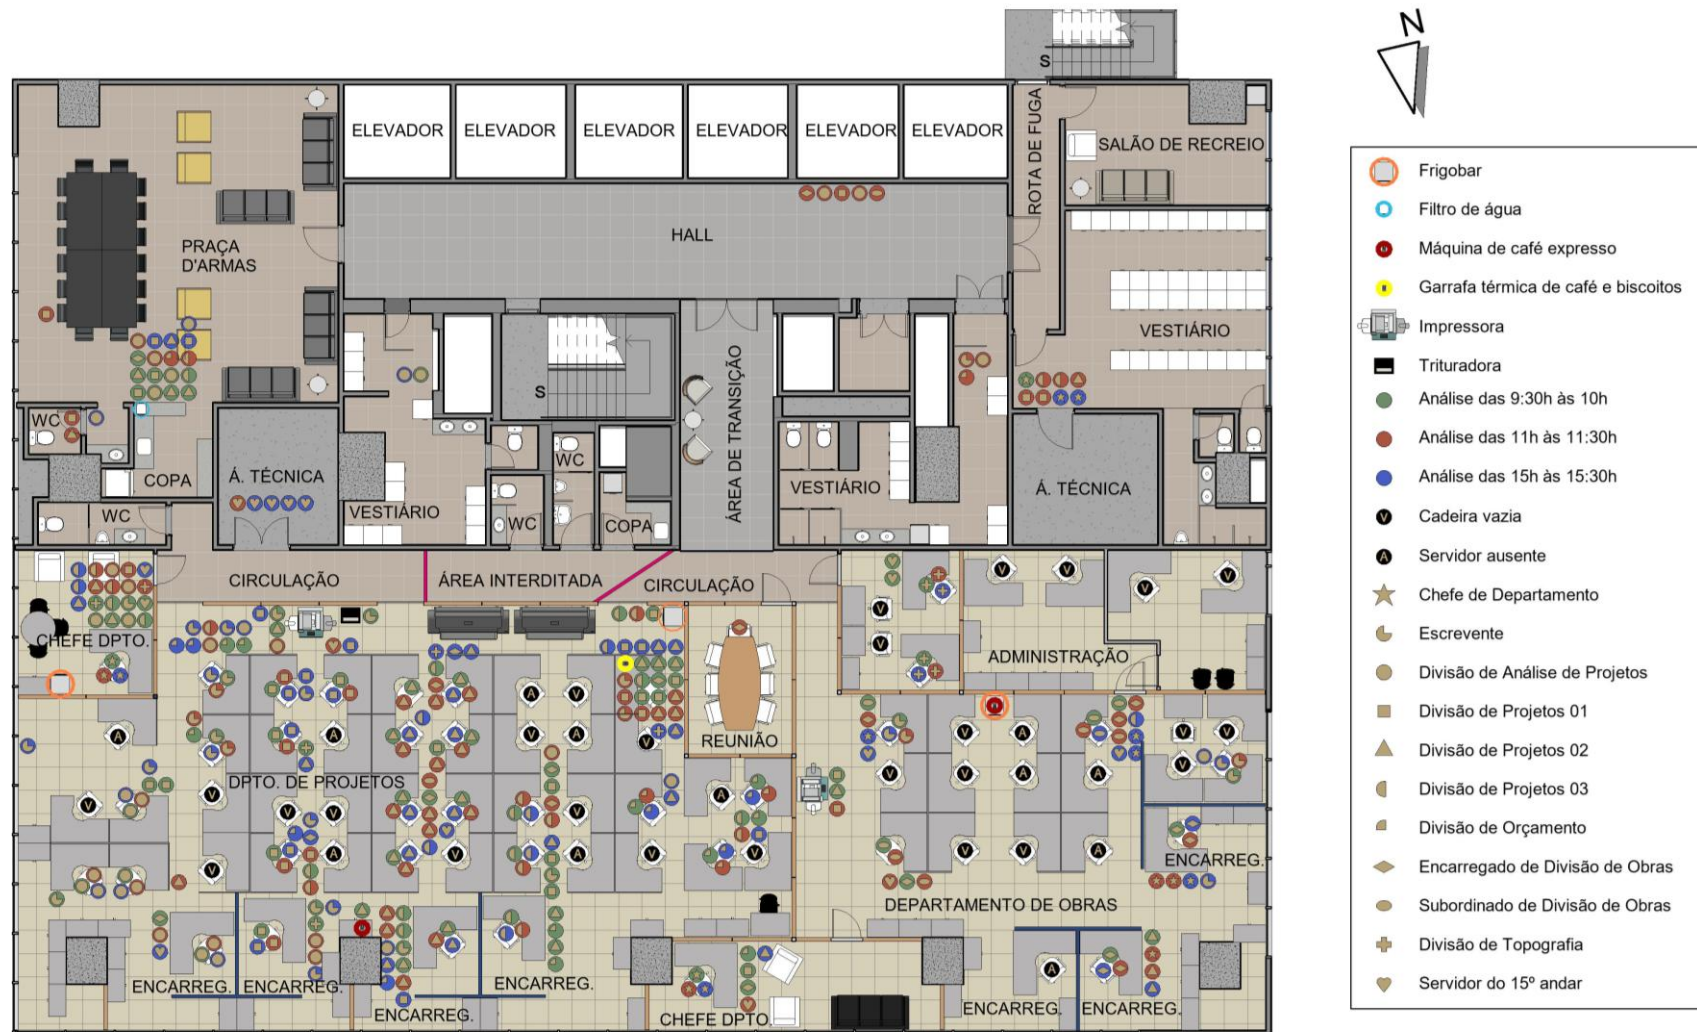 N
S
ELEVADOR
ELEVADOR
ELEVADOR
ELEVADOR
ELEVADOR
ELEVADOR
ROTA DE FUGA
SALÃO DE RECREIO
HALL
PRAÇA
D'ARMAS
VESTIÁRIO
S
ÁREA DE TRANSIÇÃO
WC
COPA
Á. TÉCNICA
WC
VESTIÁRIO
WC
WC
COPA
VESTIÁRIO
Á. TÉCNICA
CIRCULAÇÃO
ÁREA INTERDITADA
CIRCULAÇÃO
CHEFE DPTO.
ADMINISTRAÇÃO
REUNIÃO
DPTO. DE PROJETOS
ENCARREG.
DEPARTAMENTO DE OBRAS
ENCARREG.
ENCARREG.
ENCARREG.
ENCARREG.
CHEFE DPTO.
ENCARREG.
ENCARREG.
Frigobar
Filtro de água
Máquina de café expresso
Garrafa térmica de café e biscoitos
Impressora
Trituradora
Análise das 9:30h às 10h
Análise das 11h às 11:30h
Análise das 15h às 15:30h
V Cadeira vazia
A Servidor ausente
Chefe de Departamento
Escrevente
Divisão de Análise de Projetos
Divisão de Projetos 01
Divisão de Projetos 02
Divisão de Projetos 03
Divisão de Orçamento
Encarregado de Divisão de Obras
Subordinado de Divisão de Obras
Divisão de Topografia
Servidor do 15º andar